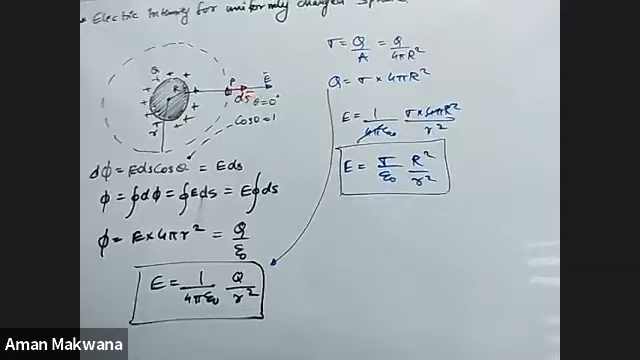 * Electric Intensity for uniformly charged Sphere
Q
R
P
E
ds
θ=0°
Cosθ=1
r
dφ = EdsCosθ = Eds
φ = ∮dφ = ∮Eds = E∮ds
φ = E×4πr² = Q/ε₀
E = 1/4πε₀ Q/r²
σ = Q/A = Q/4πR²
Q = σ × 4πR²
E = 1/4πε₀ σ×4πR²/r²
E = σ/ε₀ R²/r²
Aman Makwana